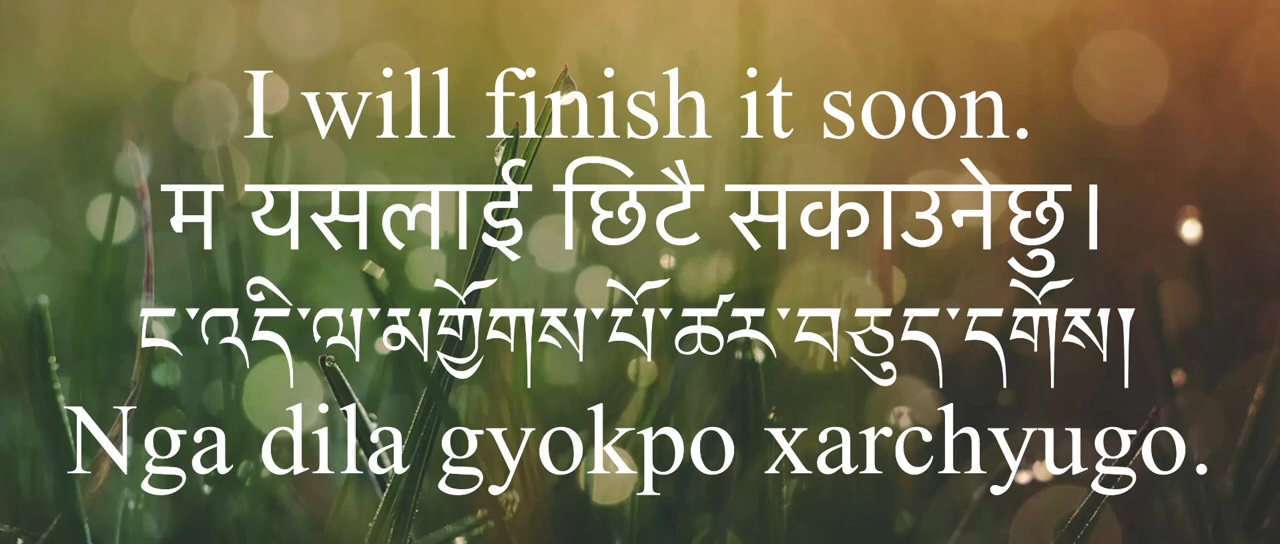 I will finish it soon.
म यसलाई छिटै सकाउनेछु।
ང་འདི་ལ་མགྱོགས་པོ་ཚར་བཅུད་དགོས།
Nga dila gyokpo xarchyugo.